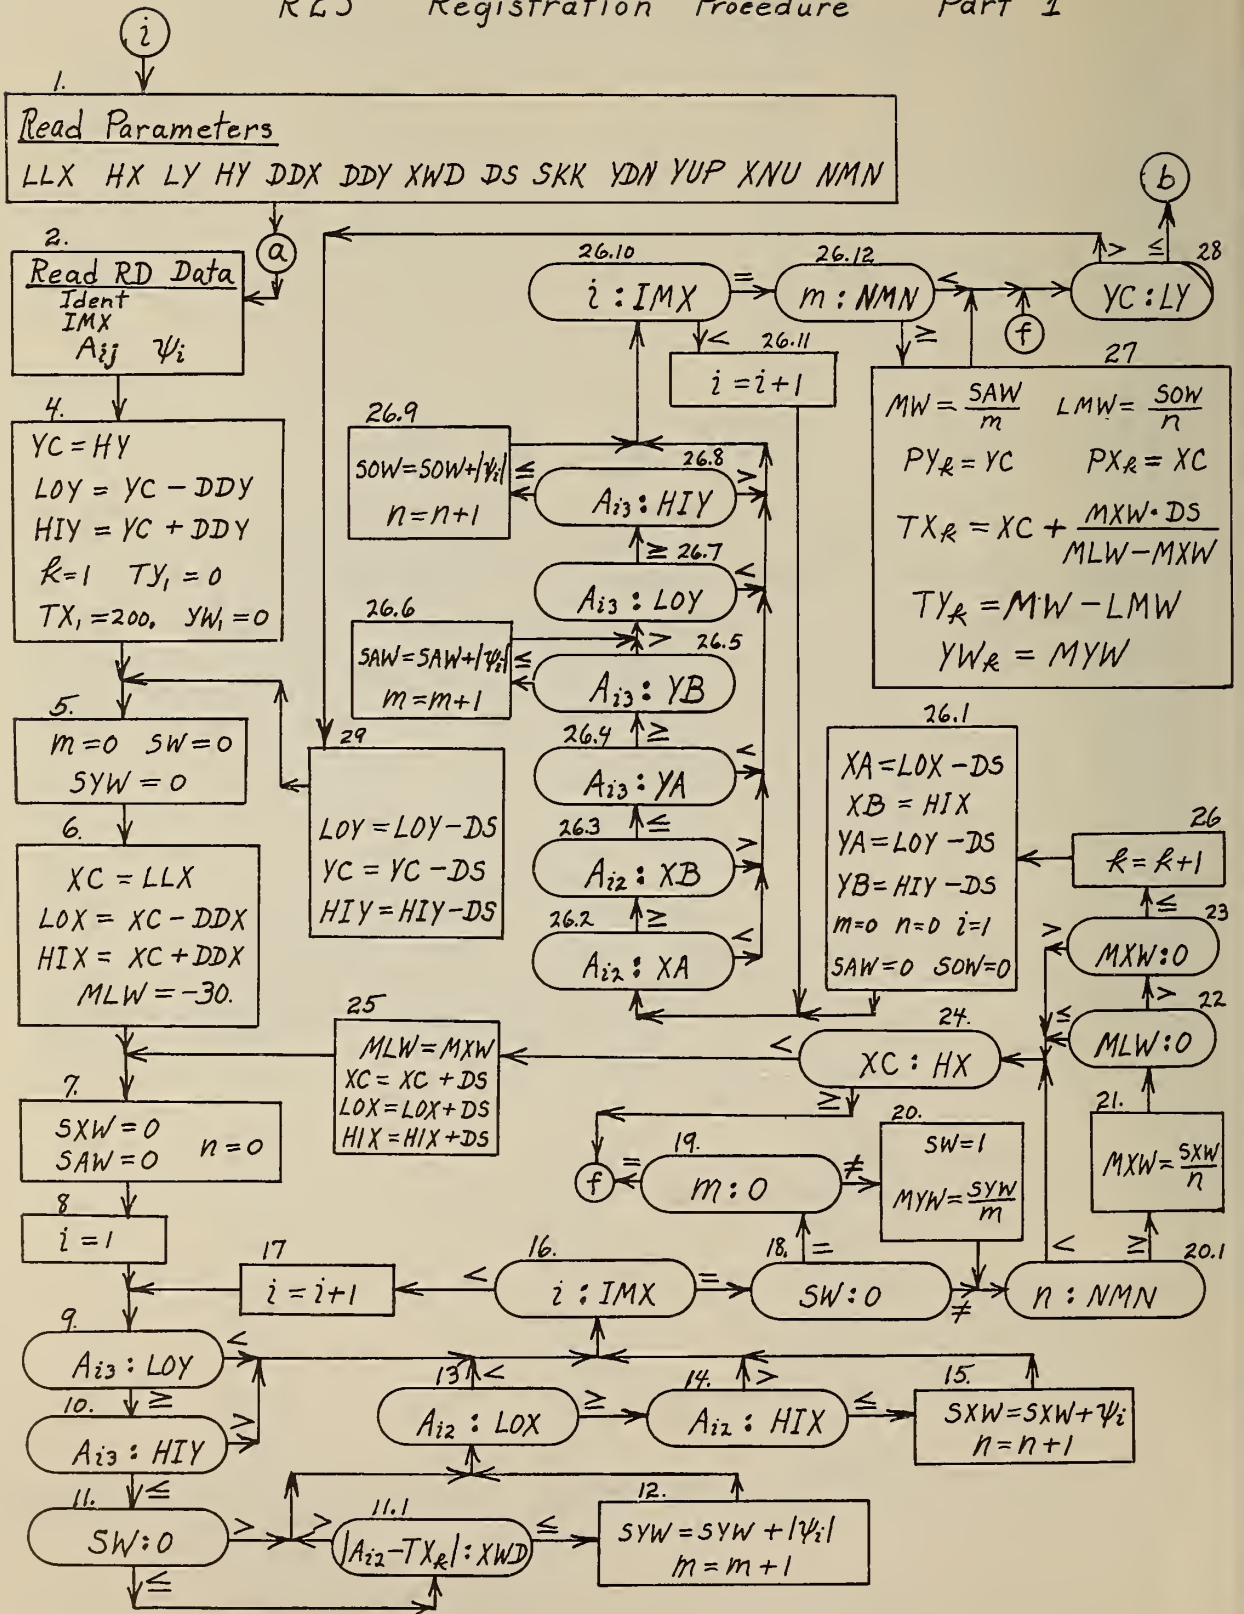 RES Registration Procedure Part 1
i
1.
Read Parameters
LLX HX LY HY DDX DDY XWD DS SKK YDN YUP XNU NMN
a
b
2.
Read RD Data
Ident
IMX
Aij ψi
4.
YC = HY
LOY = YC - DDY
HIY = YC + DDY
k=1 TY₁ = 0
TX₁ = 200. YW₁ = 0
5.
m=0 SW=0
SYW = 0
6.
XC = LLX
LOX = XC - DDX
HIX = XC + DDX
MLW = -30.
7.
SXW = 0
SAW = 0 n = 0
8
i = 1
17
i = i+1
<
9.
Ai3 : LOY
<
≥
10.
Ai3 : HIY
>
≤
11.
SW : 0
>
≤
11.1
|Ai2 - TXk| : XWD
>
≤
12.
SYW = SYW + |ψi|
m = m + 1
13
Ai2 : LOX
<
≥
14.
Ai2 : HIX
>
≤
15.
SXW = SXW + ψi
n = n + 1
16.
i : IMX
=
18.
SW : 0
=
≠
19.
m : 0
=
≠
f
20.
SW = 1
MYW = SYW/m
20.1
n : NMN
<
≥
21.
MXW = SXW/n
22
MLW : 0
≤
>
23
MXW : 0
>
≤
24.
XC : HX
<
≥
25
MLW = MXW
XC = XC + DS
LOX = LOX + DS
HIX = HIX + DS
26
k = k+1
26.1
XA = LOX - DS
XB = HIX
YA = LOY - DS
YB = HIY - DS
m=0 n=0 i=1
SAW=0 SOW=0
26.2
Ai2 : XA
<
≥
26.3
Ai2 : XB
>
≤
26.4
Ai3 : YA
<
≥
26.5
Ai3 : YB
≤
>
26.6
SAW = SAW + |ψi|
m = m + 1
26.7
Ai3 : LOY
<
≥
26.8
Ai3 : HIY
≤
>
26.9
SOW = SOW + |ψi|
n = n + 1
26.10
i : IMX
=
<
26.11
i = i + 1
26.12
m : NMN
<
≥
f
27
MW = SAW/m LMW = SOW/n
PYk = YC PXk = XC
TXk = XC + MXW·DS/MLW-MXW
TYk = MW - LMW
YWk = MYW
28
YC : LY
>
≤
29
LOY = LOY - DS
YC = YC - DS
HIY = HIY - DS